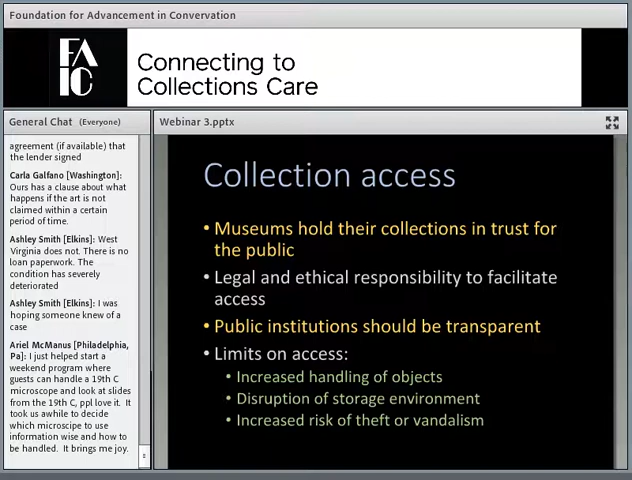 Foundation for Advancement in Convervation
FA
IC
Connecting to
Collections Care
General Chat (Everyone)
agreement (if available) that
the lender signed
Carla Galfano [Washington]:
Ours has a clause about what
happens if the art is not
claimed within a certain
period of time.
Ashley Smith [Elkins]: West
Virginia does not. There is no
loan paperwork. The
condition has severely
deteriorated
Ashley Smith [Elkins]: I was
hoping someone knew of a
case
Ariel McManus [Philadelphia,
Pa]: I just helped start a
weekend program where
guests can handle a 19th C
microscope and look at slides
from the 19th C, ppl love it. It
took us awhile to decide
which microscipe to use
information wise and how to
be handled. It brings me joy.
Webinar 3.pptx
Collection access
• Museums hold their collections in trust for
the public
• Legal and ethical responsibility to facilitate
access
• Public institutions should be transparent
• Limits on access:
• Increased handling of objects
• Disruption of storage environment
• Increased risk of theft or vandalism